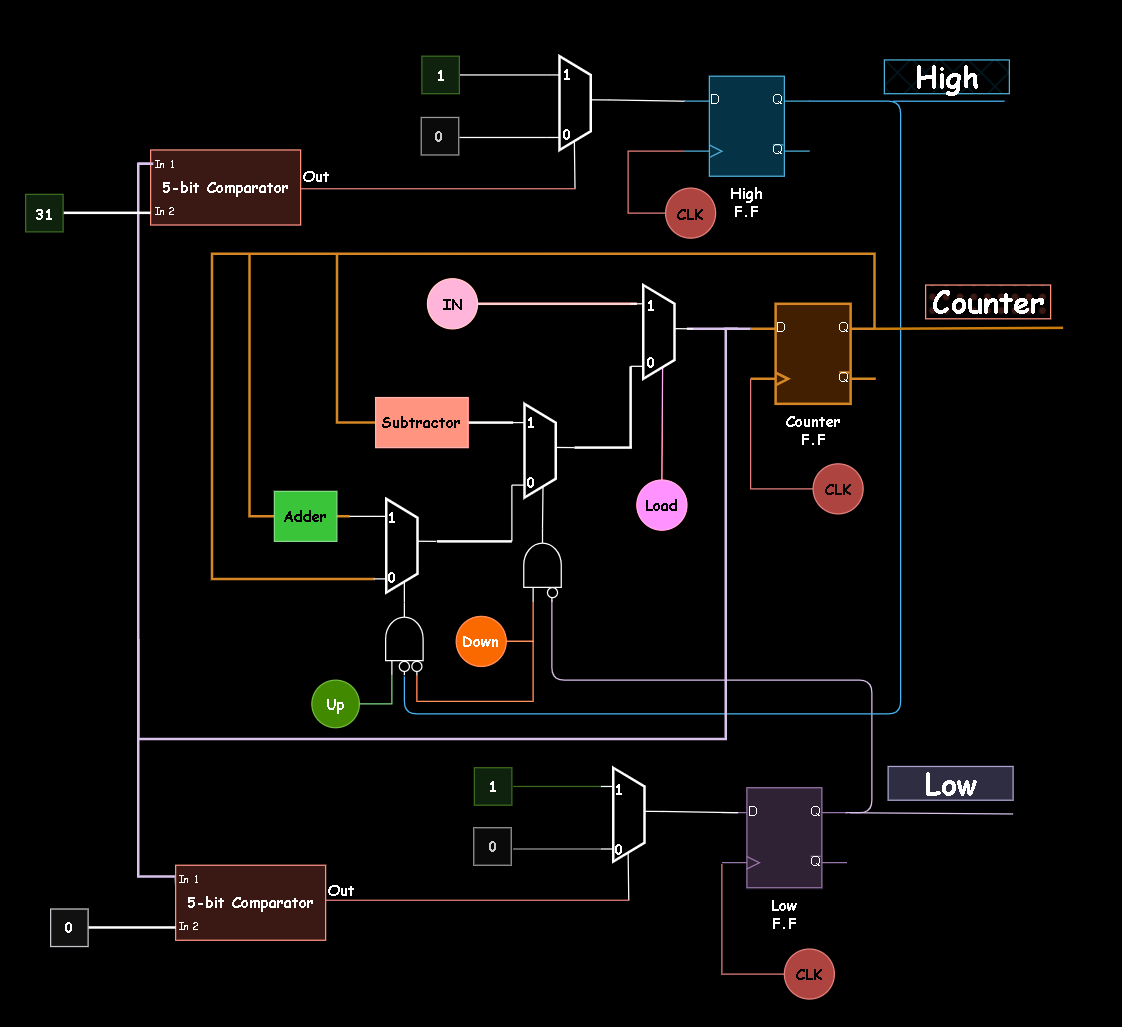 High
1
1
D
Q
0
0
Q
In 1
5-bit Comparator
Out
In 2
31
High
F.F
CLK
IN
1
Counter
D
Q
0
Q
Subtractor
1
Counter
F.F
0
Load
CLK
Adder
1
0
Down
Up
Low
1
1
D
Q
0
0
Q
In 1
5-bit Comparator
Out
In 2
0
Low
F.F
CLK